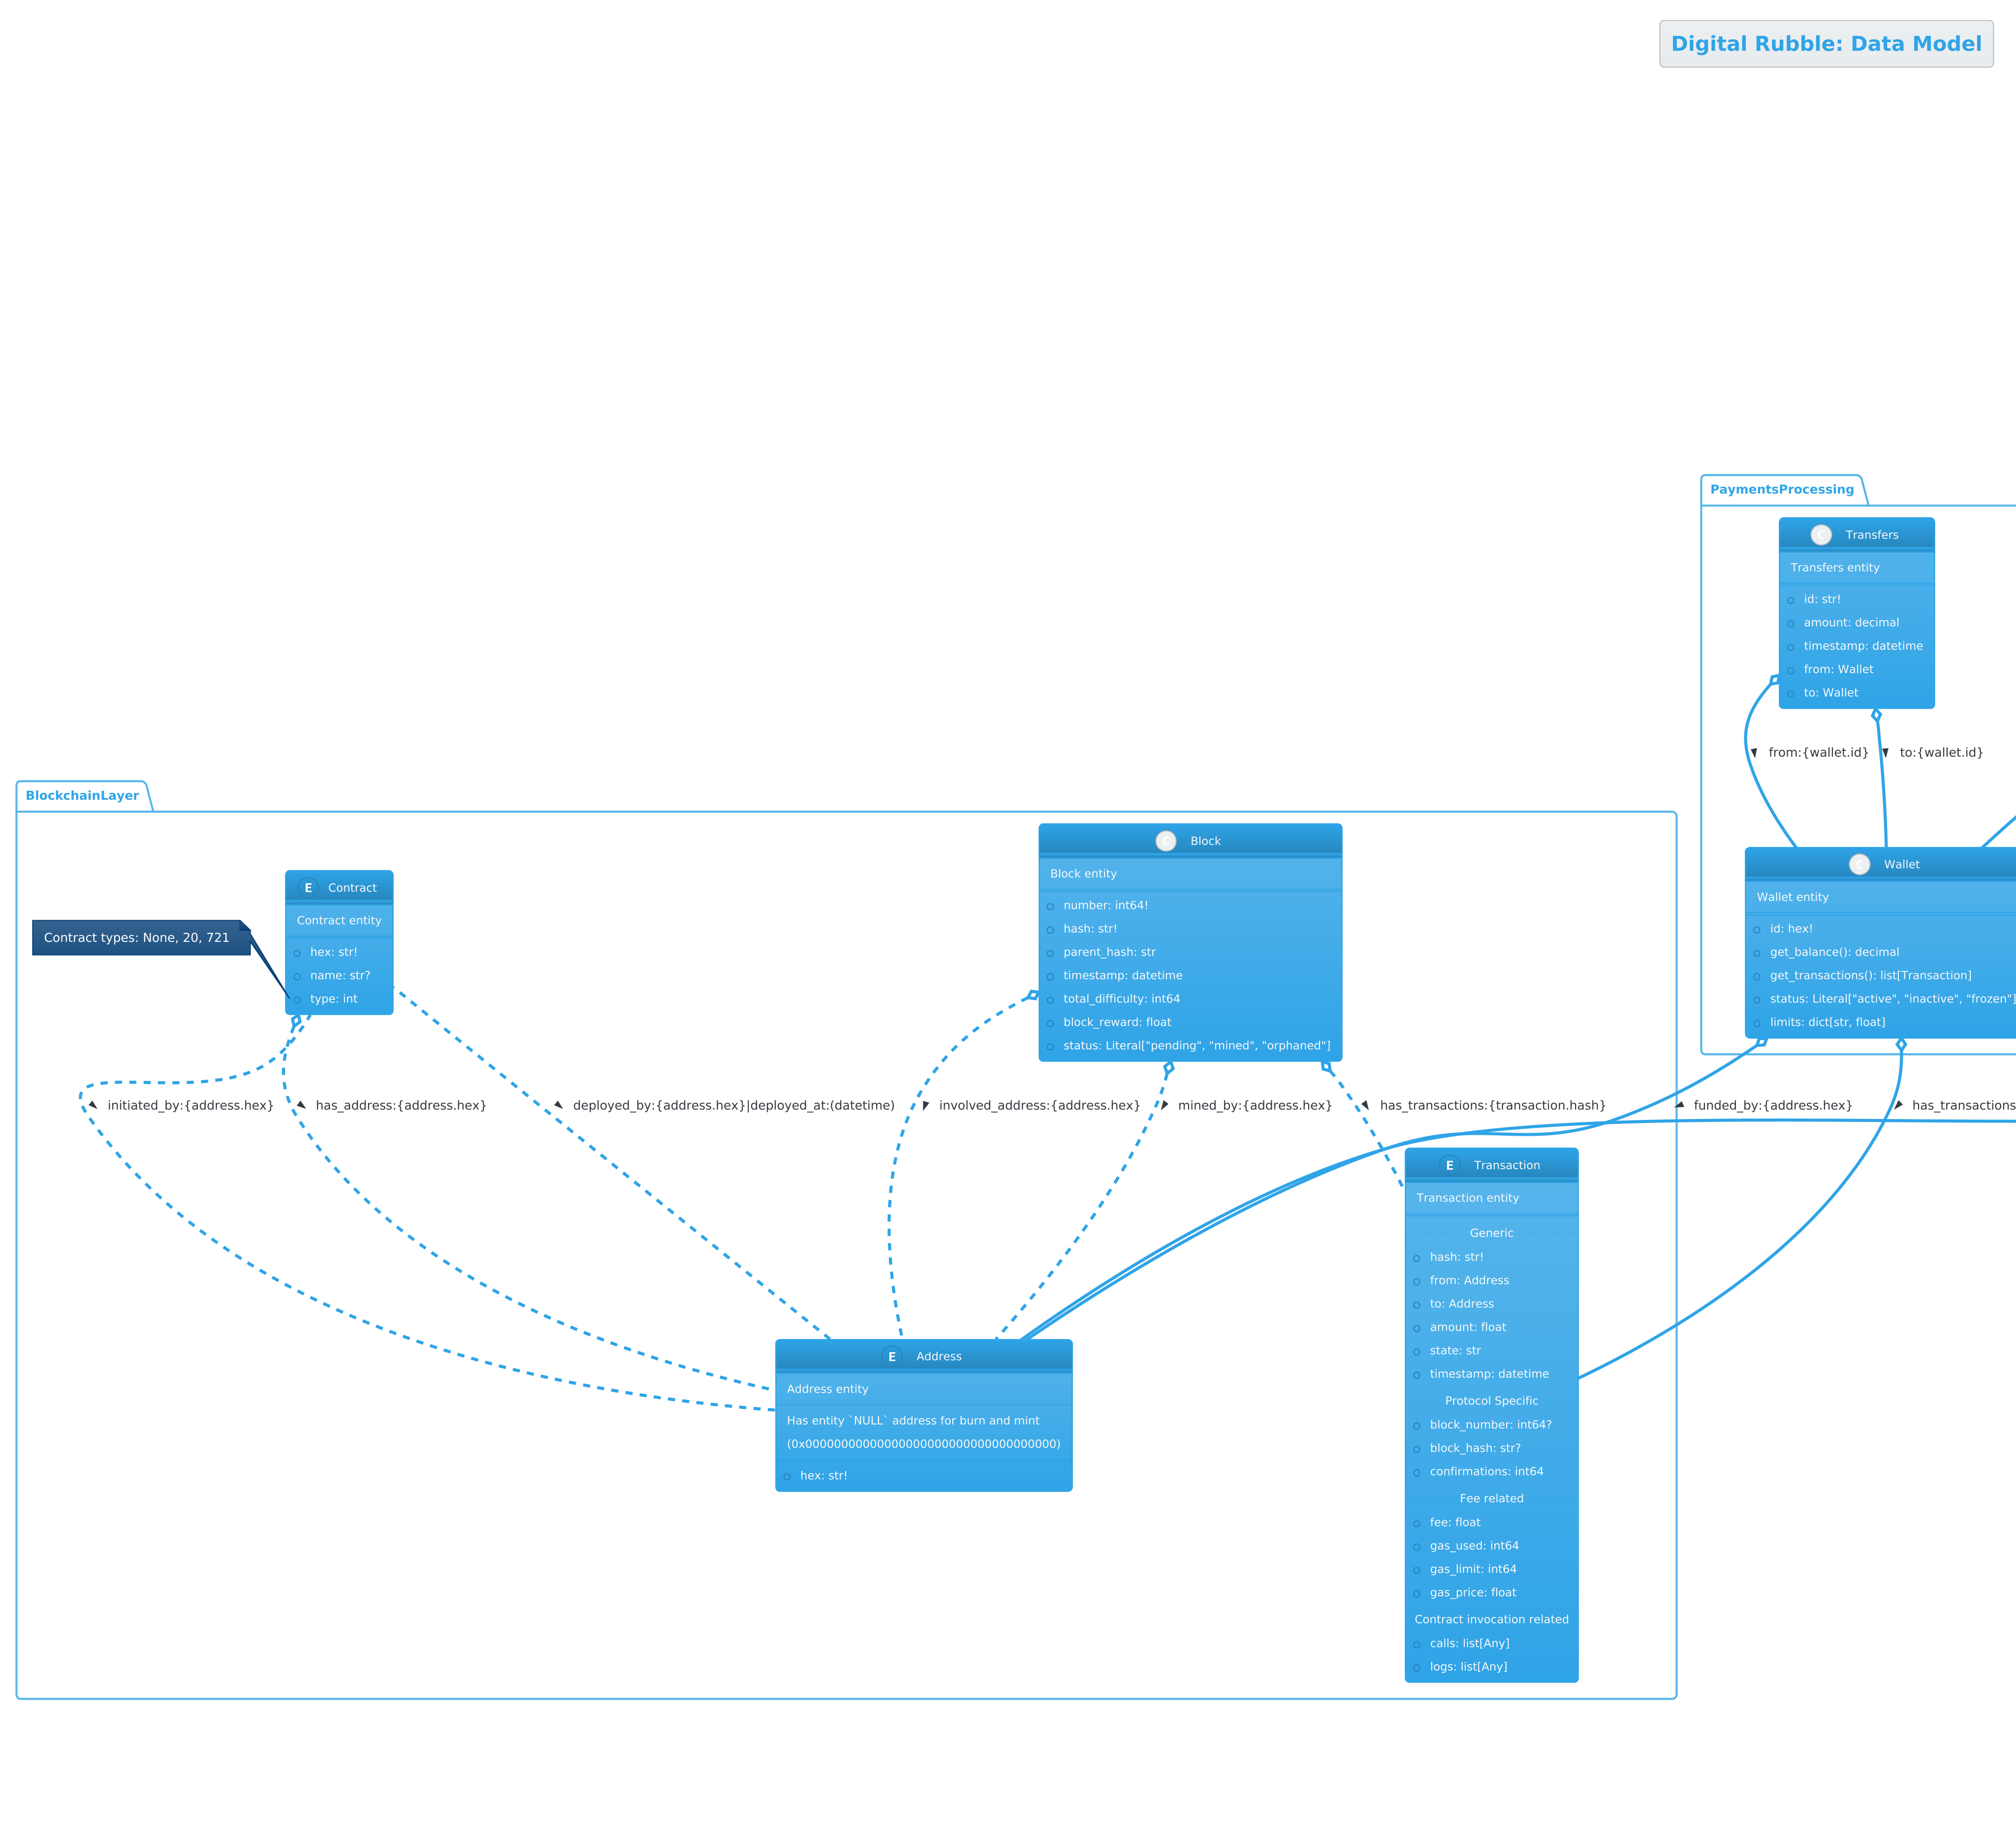 Digital Rubble: Data Model
PaymentsProcessing
Transfers
Transfers entity
id: str!
amount: decimal
timestamp: datetime
from: Wallet
to: Wallet
from:{wallet.id}
to:{wallet.id}
Wallet
Wallet entity
id: hex!
get_balance(): decimal
get_transactions(): list[Transaction]
status: Literal["active", "inactive", "frozen"]
limits: dict[str, float]
BlockchainLayer
Contract types: None, 20, 721
E Contract
Contract entity
hex: str!
name: str?
type: int
Block
Block entity
number: int64!
hash: str!
parent_hash: str
timestamp: datetime
total_difficulty: int64
block_reward: float
status: Literal["pending", "mined", "orphaned"]
initiated_by:{address.hex}
has_address:{address.hex}
deployed_by:{address.hex}|deployed_at:(datetime)
involved_address:{address.hex}
mined_by:{address.hex}
has_transactions:{transaction.hash}
funded_by:{address.hex}
has_transactions
E Address
Address entity
Has entity `NULL` address for burn and mint
E Transaction
Transaction entity
Generic
hash: str!
from: Address
to: Address
amount: float
state: str
timestamp: datetime
Protocol Specific
block_number: int64?
block_hash: str?
confirmations: int64
Fee related
fee: float
gas_used: int64
gas_limit: int64
gas_price: float
Contract invocation related
calls: list[Any]
logs: list[Any]
hex: str!